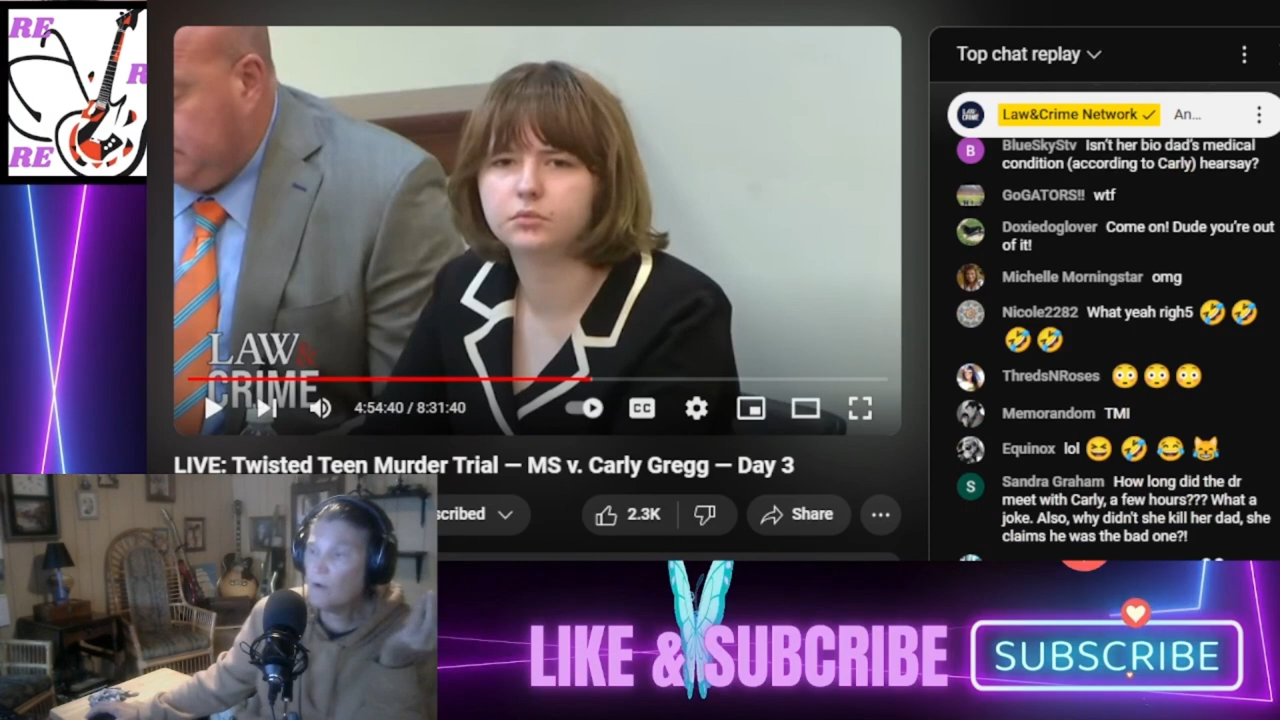 RE
R
RE
LAW&
CRIME
4:54:40 / 8:31:40
CC
LIVE: Twisted Teen Murder Trial — MS v. Carly Gregg — Day 3
scribed
2.3K
Share
Top chat replay
Law&Crime Network An...
BlueSkyStv Isn't her bio dad's medical
condition (according to Carly) hearsay?
GoGATORS!! wtf
Doxiedoglover Come on! Dude you're out
of it!
Michelle Morningstar omg
Nicole2282 What yeah righ5 🤣 🤣
🤣 🤣
ThredsNRoses 😳 😳 😳
Memorandum TMI
Equinox lol 😆 🤣 😂 😸
Sandra Graham How long did the dr
meet with Carly, a few hours??? What a
joke. Also, why didn't she kill her dad, she
claims he was the bad one?!
LIKE & SUBCRIBE
SUBSCRIBE